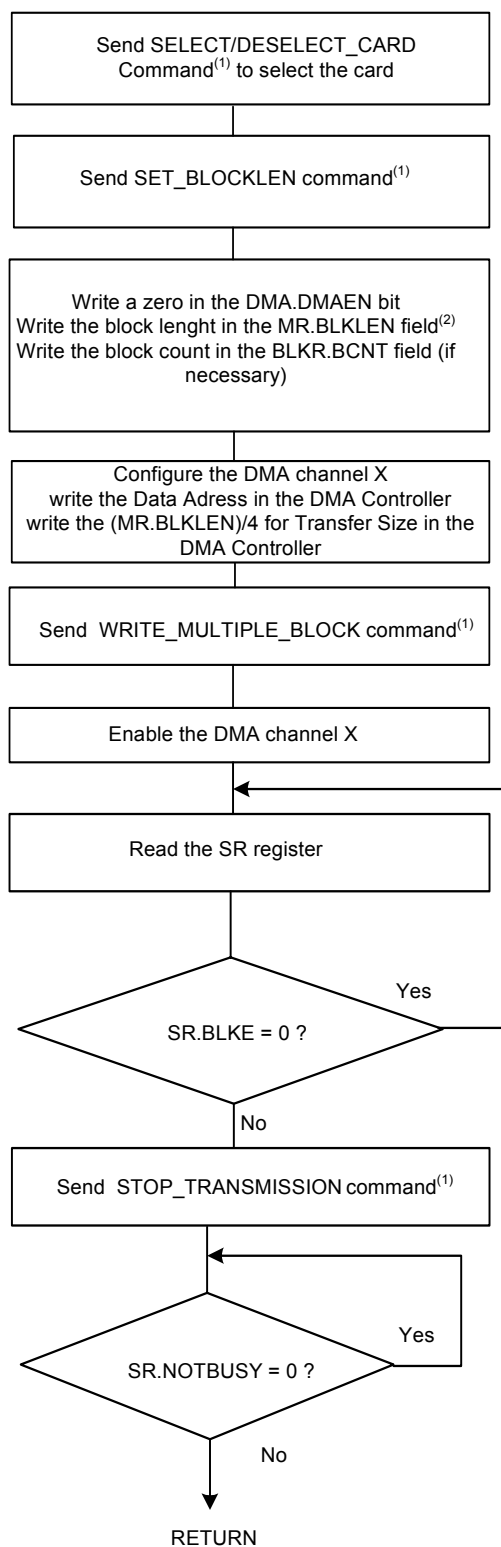 Send SELECT/DESELECT_CARD
Command(1) to select the card
Send SET_BLOCKLEN command(1)
Write a zero in the DMA.DMAEN bit
Write the block lenght in the MR.BLKLEN field(2)
Write the block count in the BLKR.BCNT field (if
necessary)
Configure the DMA channel X
write the Data Adress in the DMA Controller
write the (MR.BLKLEN)/4 for Transfer Size in the
DMA Controller
Send WRITE_MULTIPLE_BLOCK command(1)
Enable the DMA channel X
Read the SR register
Yes
SR.BLKE = 0 ?
No
Send STOP_TRANSMISSION command(1)
Yes
SR.NOTBUSY = 0 ?
No
RETURN